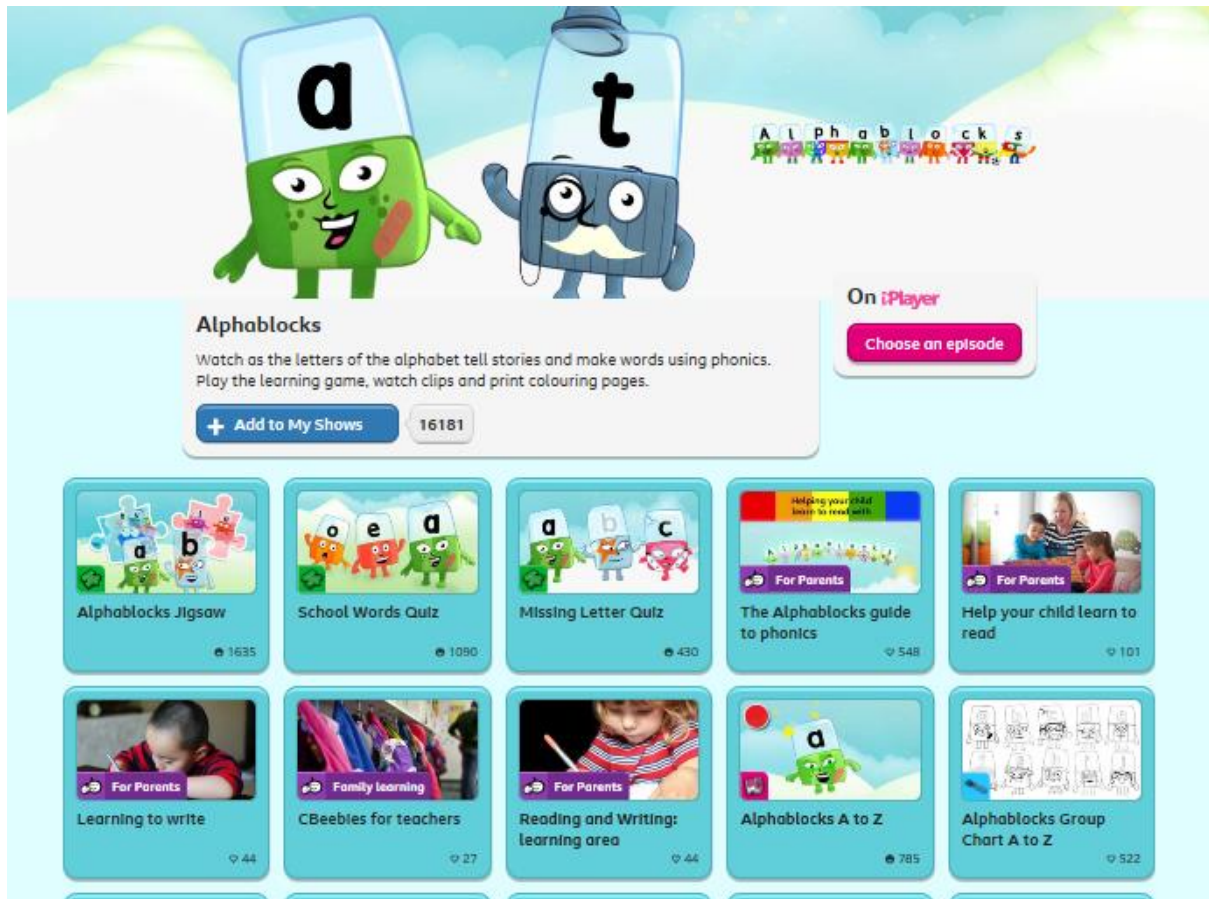 a t
A l p h a b l o c k s
On iPlayer
Choose an episode
Alphablocks
Watch as the letters of the alphabet tell stories and make words using phonics.
Play the learning game, watch clips and print colouring pages.
+ Add to My Shows 16181
a b
Alphablocks Jigsaw
1635
o e a
School Words Quiz
1090
a b c
Missing Letter Quiz
430
Helping your child
learn to read with
For Parents
The Alphablocks guide
to phonics
548
For Parents
Help your child learn to
read
101
For Parents
Learning to write
44
Family learning
CBeebies for teachers
27
For Parents
Reading and Writing:
learning area
44
a
Alphablocks A to Z
785
Alphablocks Group
Chart A to Z
522